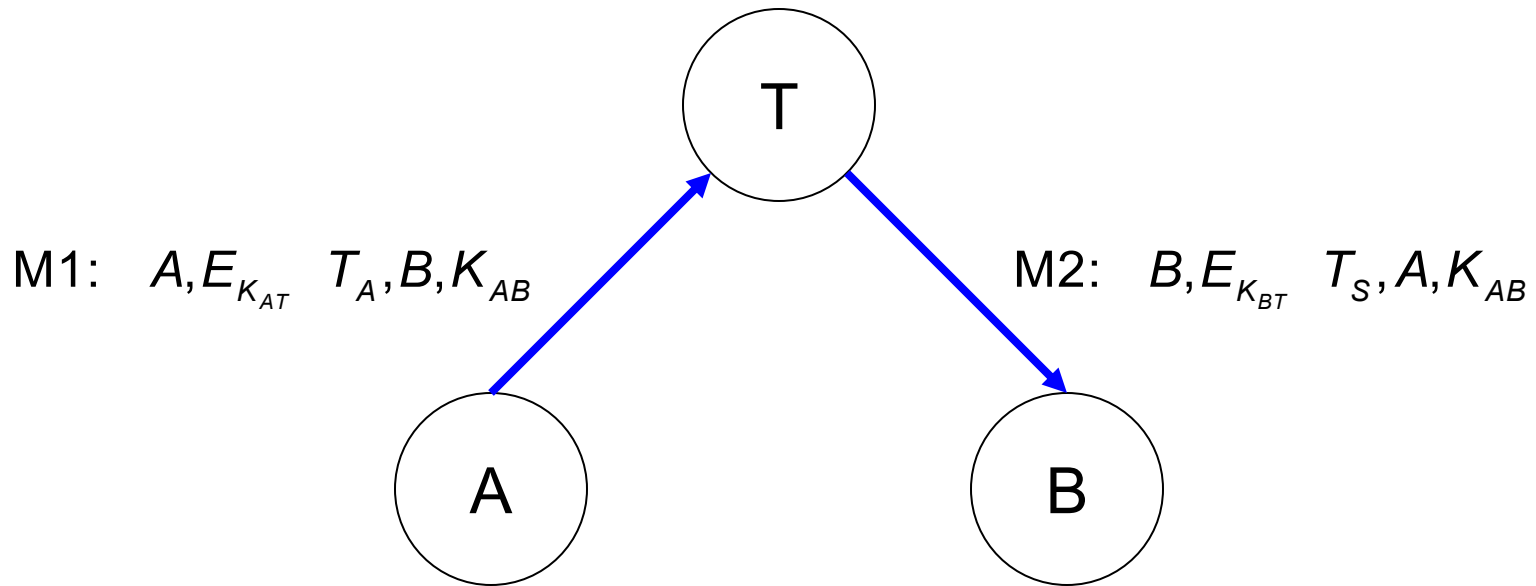 T
M1: A,E_{K_{AT}} T_A,B,K_{AB}
M2: B,E_{K_{BT}} T_S,A,K_{AB}
A
B